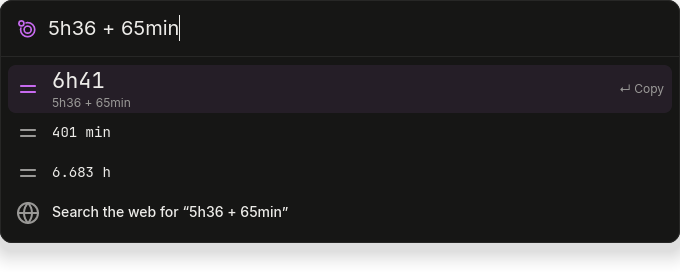 5h36 + 65min
6h41
5h36 + 65min
↵ Copy
401 min
6.683 h
Search the web for “5h36 + 65min”